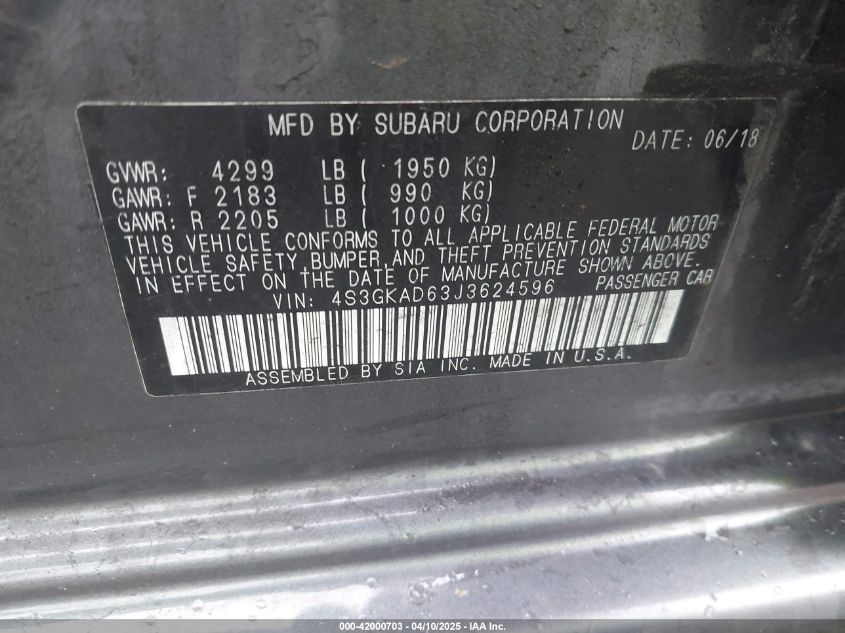 MFD BY SUBARU CORPORATION
DATE: 06/18
GVWR: 4299 LB ( 1950 KG)
GAWR: F 2183 LB ( 990 KG)
GAWR: R 2205 LB ( 1000 KG)
THIS VEHICLE CONFORMS TO ALL APPLICABLE FEDERAL MOTOR
VEHICLE SAFETY, BUMPER, AND THEFT PREVENTION STANDARDS
IN EFFECT ON THE DATE OF MANUFACTURE SHOWN ABOVE.
VIN: 4S3GKAD63J3624596 PASSENGER CAR
ASSEMBLED BY SIA INC. MADE IN U.S.A.
000-42000703 - 04/10/2025 - IAA Inc.